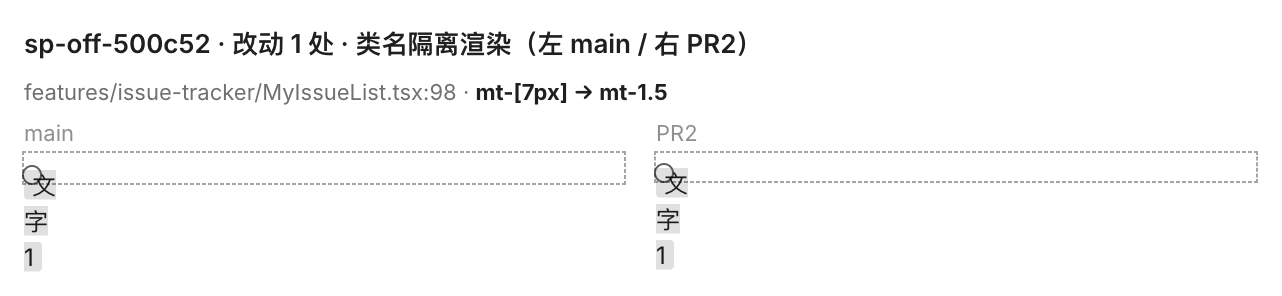 sp-off-500c52 · 改动 1 处 · 类名隔离渲染（左 main / 右 PR2）
features/issue-tracker/MyIssueList.tsx:98 · mt-[7px] → mt-1.5
main
文
字
1
PR2
文
字
1